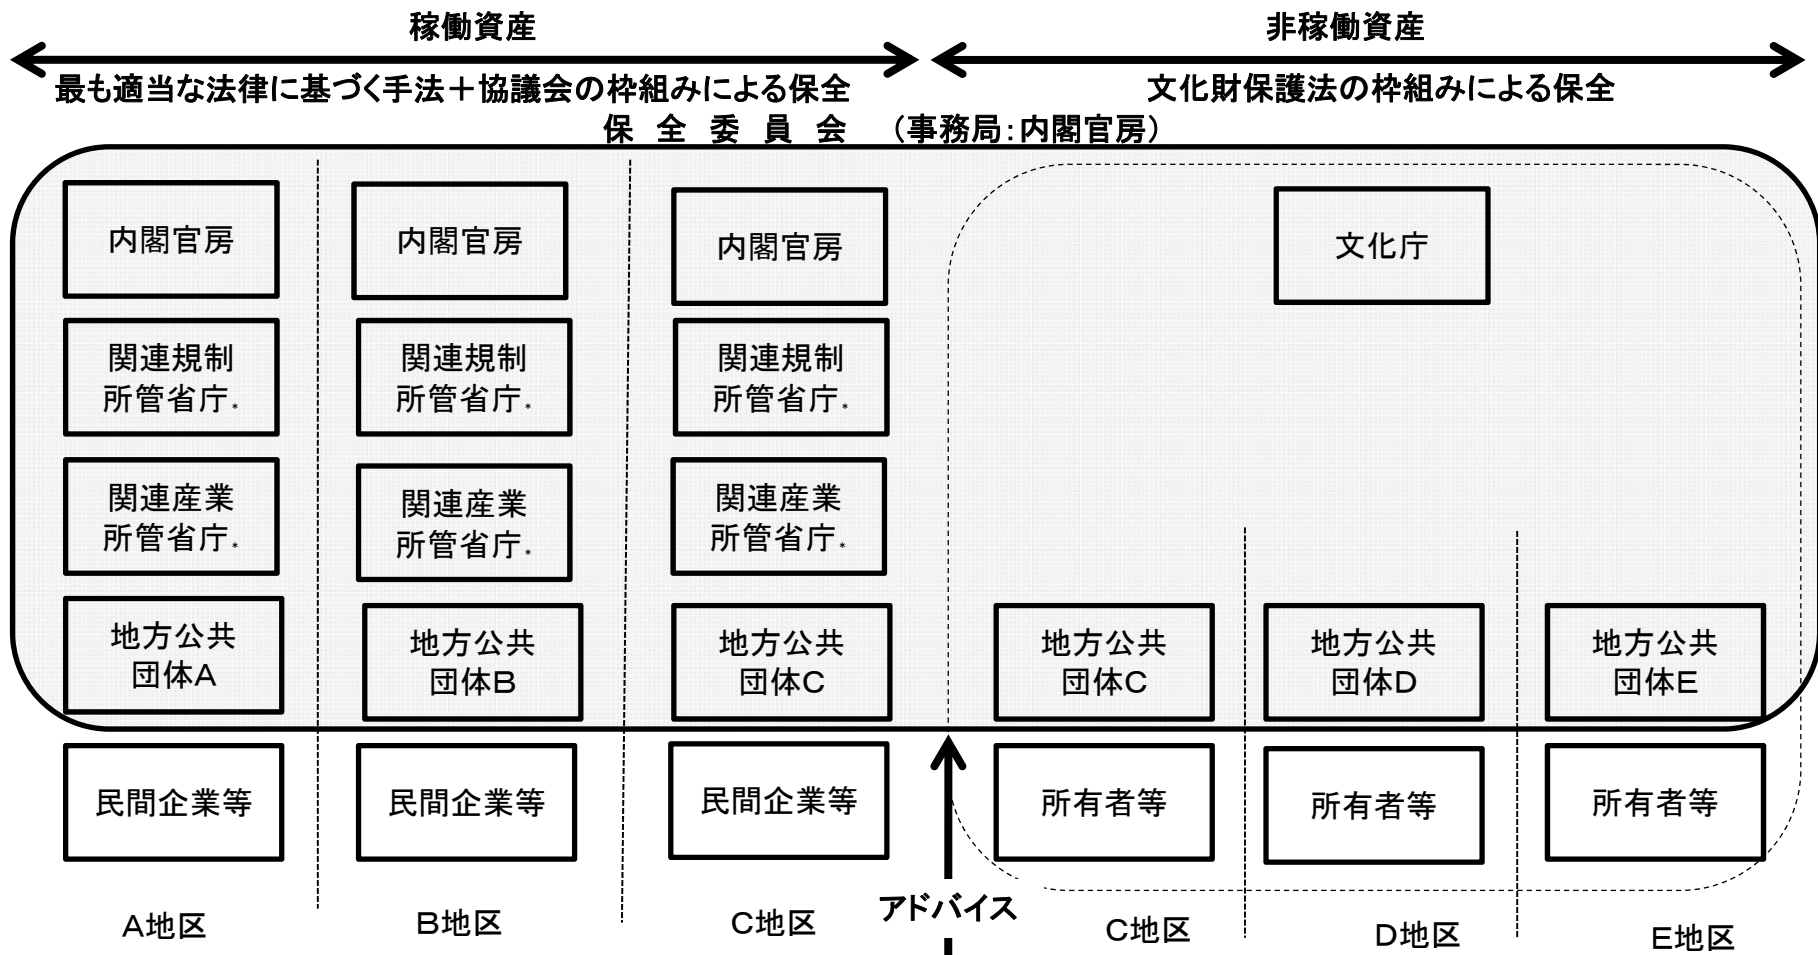 稼働資産
非稼働資産
最も適当な法律に基づく手法＋協議会の枠組みによる保全
文化財保護法の枠組みによる保全
保 全 委 員 会 （事務局：内閣官房）
内閣官房
内閣官房
内閣官房
文化庁
関連規制
所管省庁*
関連規制
所管省庁*
関連規制
所管省庁*
関連産業
所管省庁*
関連産業
所管省庁*
関連産業
所管省庁*
地方公共
団体A
地方公共
団体B
地方公共
団体C
地方公共
団体C
地方公共
団体D
地方公共
団体E
民間企業等
民間企業等
民間企業等
所有者等
所有者等
所有者等
アドバイス
A地区
B地区
C地区
C地区
D地区
E地区